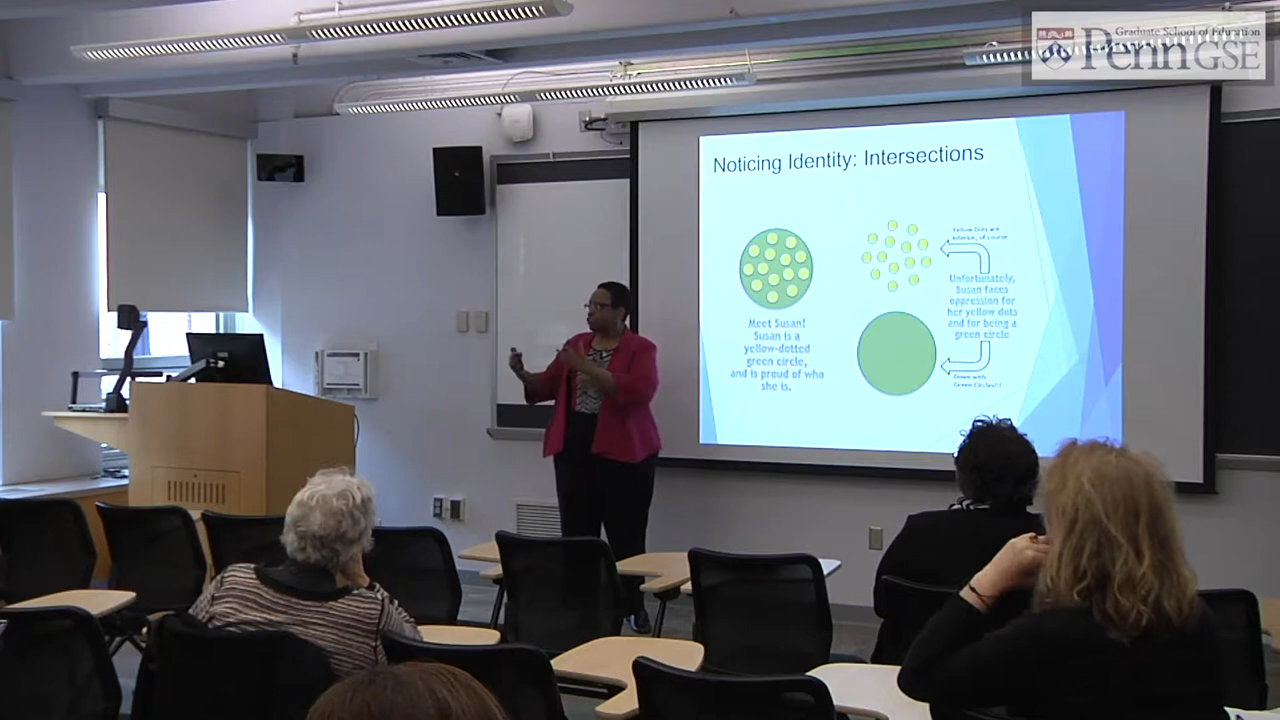 Graduate School of Education
PennGSE
Noticing Identity: Intersections
Meet Susan!
Susan is a
yellow-dotted
green circle,
and is proud of who
she is.
Yellow Dots are
inferior, of course
Unfortunately,
Susan faces
oppression for
her yellow dots
and for being a
green circle
Down with
Green Circles!!!